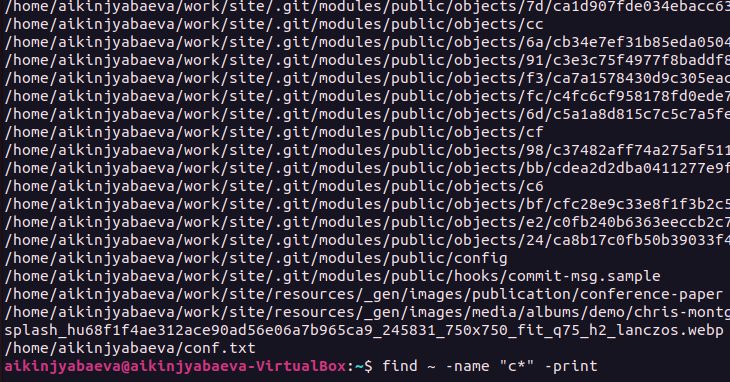 /home/aikinjyabaeva/work/site/.git/modules/public/objects/7d/ca1d907fde034ebacc63
/home/aikinjyabaeva/work/site/.git/modules/public/objects/cc
/home/aikinjyabaeva/work/site/.git/modules/public/objects/6a/cb34e7ef31b85eda0504
/home/aikinjyabaeva/work/site/.git/modules/public/objects/91/c3e3c75f4977f8baddf8
/home/aikinjyabaeva/work/site/.git/modules/public/objects/f3/ca7a1578430d9c305eac
/home/aikinjyabaeva/work/site/.git/modules/public/objects/fc/c4fc6cf958178fd0ede7
/home/aikinjyabaeva/work/site/.git/modules/public/objects/6d/c5a1a8d815c7c5c7a5fe
/home/aikinjyabaeva/work/site/.git/modules/public/objects/cf
/home/aikinjyabaeva/work/site/.git/modules/public/objects/98/c37482aff74a275af511
/home/aikinjyabaeva/work/site/.git/modules/public/objects/bb/cdea2d2dba0411277e9f
/home/aikinjyabaeva/work/site/.git/modules/public/objects/c6
/home/aikinjyabaeva/work/site/.git/modules/public/objects/bf/cfc28e9c33e8f1f3b2c5
/home/aikinjyabaeva/work/site/.git/modules/public/objects/e2/c0fb240b6363eeccb2c7
/home/aikinjyabaeva/work/site/.git/modules/public/objects/24/ca8b17c0fb50b39033f4
/home/aikinjyabaeva/work/site/.git/modules/public/config
/home/aikinjyabaeva/work/site/.git/modules/public/hooks/commit-msg.sample
/home/aikinjyabaeva/work/site/resources/_gen/images/publication/conference-paper
/home/aikinjyabaeva/work/site/resources/_gen/images/media/albums/demo/chris-montg
splash_hu68f1f4ae312ace90ad56e06a7b965ca9_245831_750x750_fit_q75_h2_lanczos.webp
/home/aikinjyabaeva/conf.txt
aikinjyabaeva@aikinjyabaeva-VirtualBox:~$ find ~ -name "c*" -print